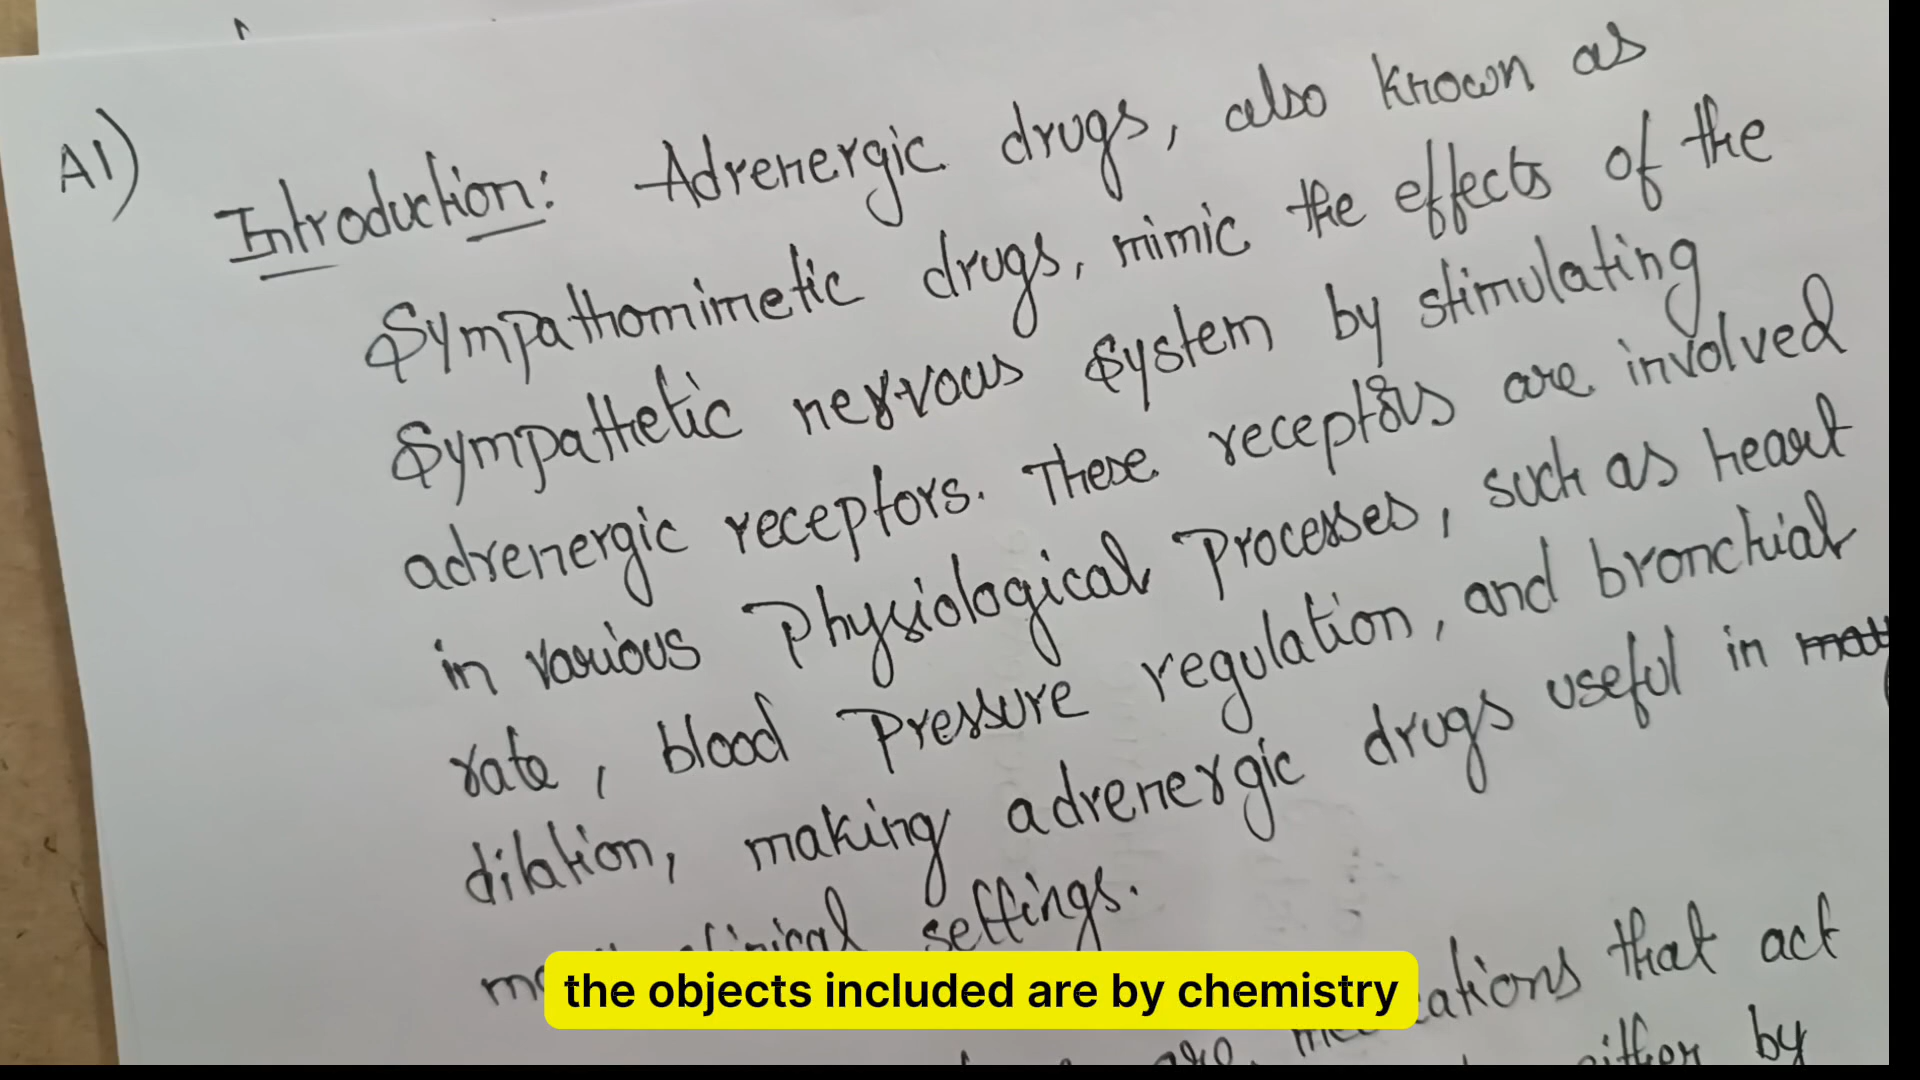 A1)
Introduction: Adrenergic drugs, also known as
Sympathomimetic drugs, mimic the effects of the
Sympathetic nervous system by stimulating
adrenergic receptors. These receptors are involved
in various Physiological Processes, such as heart
rate, blood Pressure regulation, and bronchial
dilation, making adrenergic drugs useful in
clinical settings.
that act
either by
the objects included are by chemistry